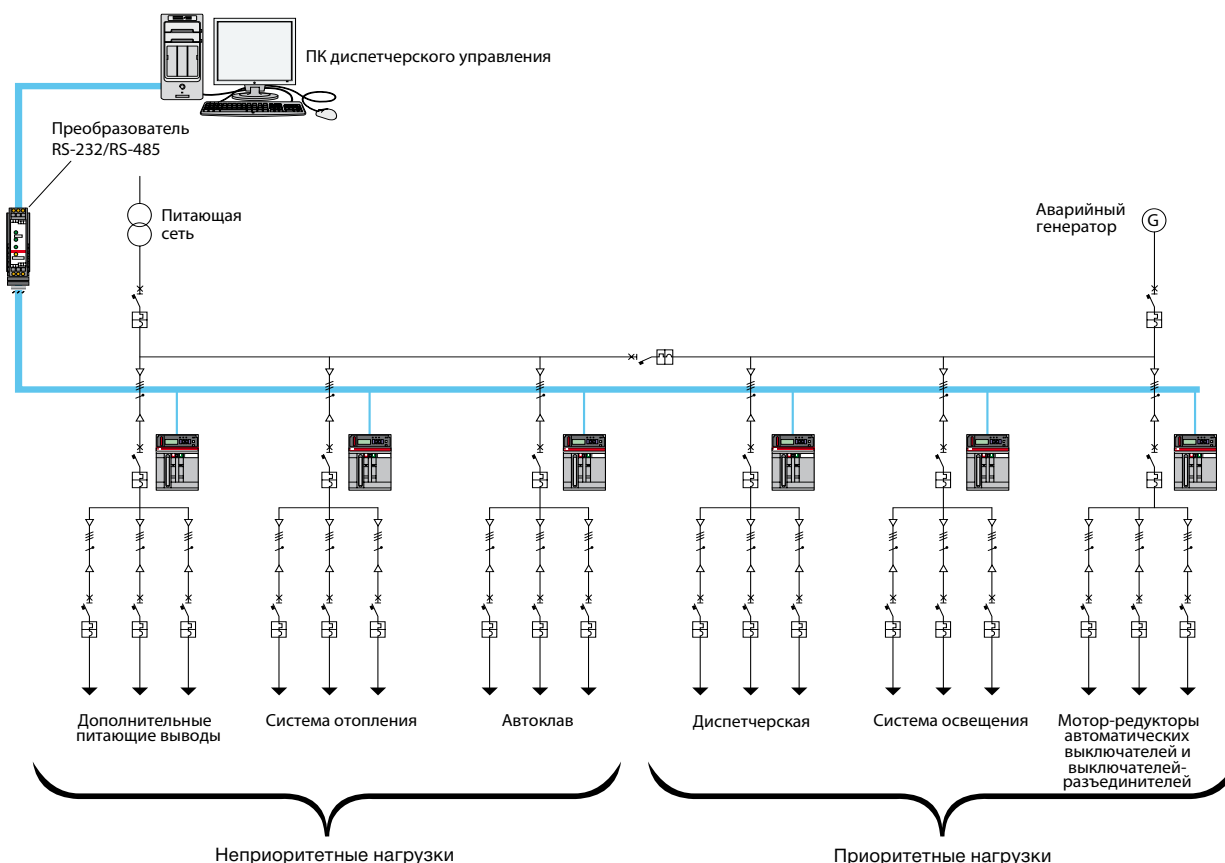 ПК диспетчерского управления
Преобразователь
RS-232/RS-485
Питающая
сеть
Аварийный
генератор
G
Дополнительные
питающие выводы
Система отопления
Автоклав
Диспетчерская
Система освещения
Мотор-редукторы
автоматических
выключателей и
выключателей-
разъединителей
Неприоритетные нагрузки
Приоритетные нагрузки